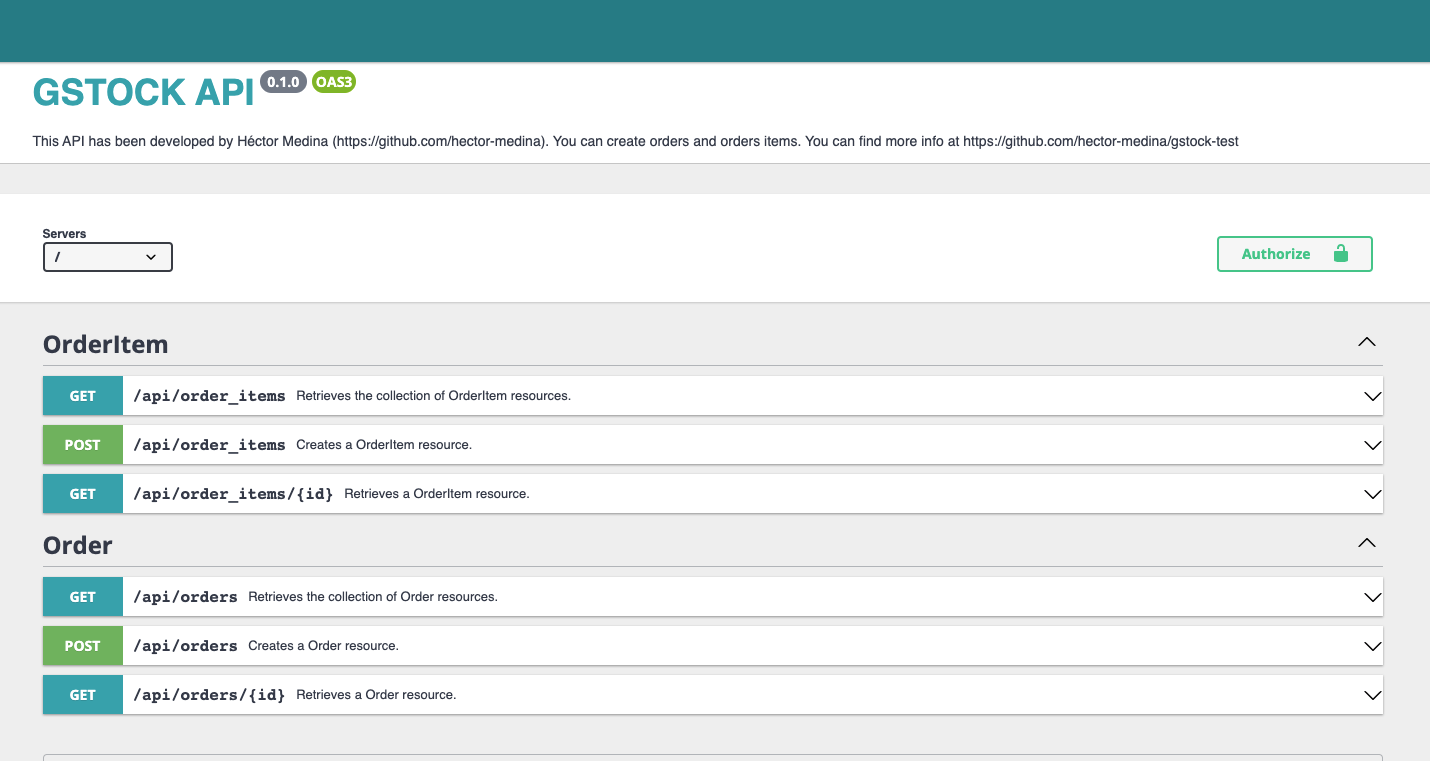 GSTOCK API 0.1.0 OAS3
This API has been developed by Héctor Medina (https://github.com/hector-medina). You can create orders and orders items. You can find more info at https://github.com/hector-medina/gstock-test
Servers
/
Authorize
OrderItem
GET /api/order_items Retrieves the collection of OrderItem resources.
POST /api/order_items Creates a OrderItem resource.
GET /api/order_items/{id} Retrieves a OrderItem resource.
Order
GET /api/orders Retrieves the collection of Order resources.
POST /api/orders Creates a Order resource.
GET /api/orders/{id} Retrieves a Order resource.